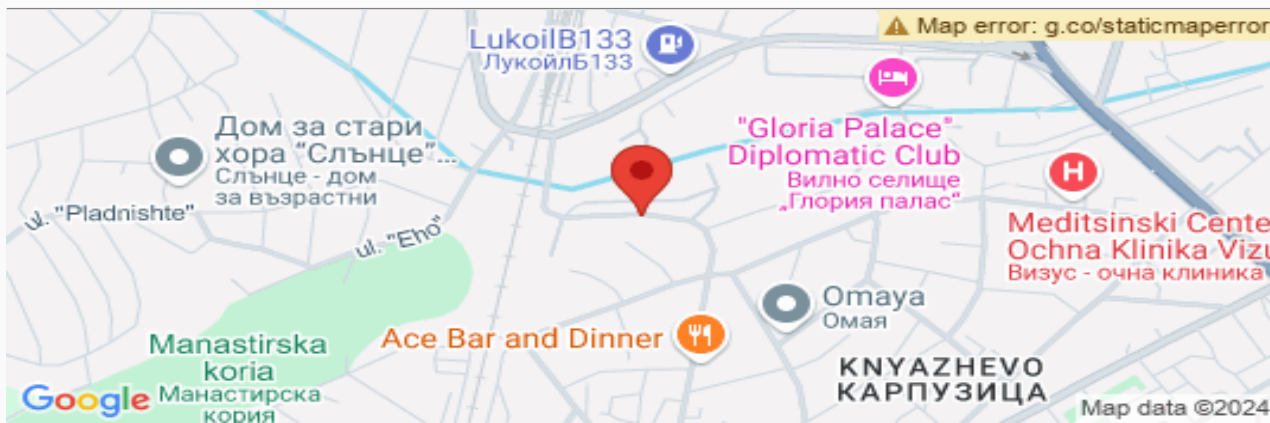 Map error: g.co/staticmaperror
LukoilB133
ЛукойлБ133
Дом за стари
хора "Слънце"...
Слънце - дом
за възрастни
"Gloria Palace"
Diplomatic Club
Вилно селище
„Глория палас“
H
Meditsinski Cente
Ochna Klinika Vizu
Визус - очна клиника
ul. "Pladnishte"
ul. "Eho"
Omaya
Омая
Ace Bar and Dinner
Manastirska
koria
Манастирска
кория
KNYAZHEVO
КАРПУЗИЦА
Google
Map data ©2024